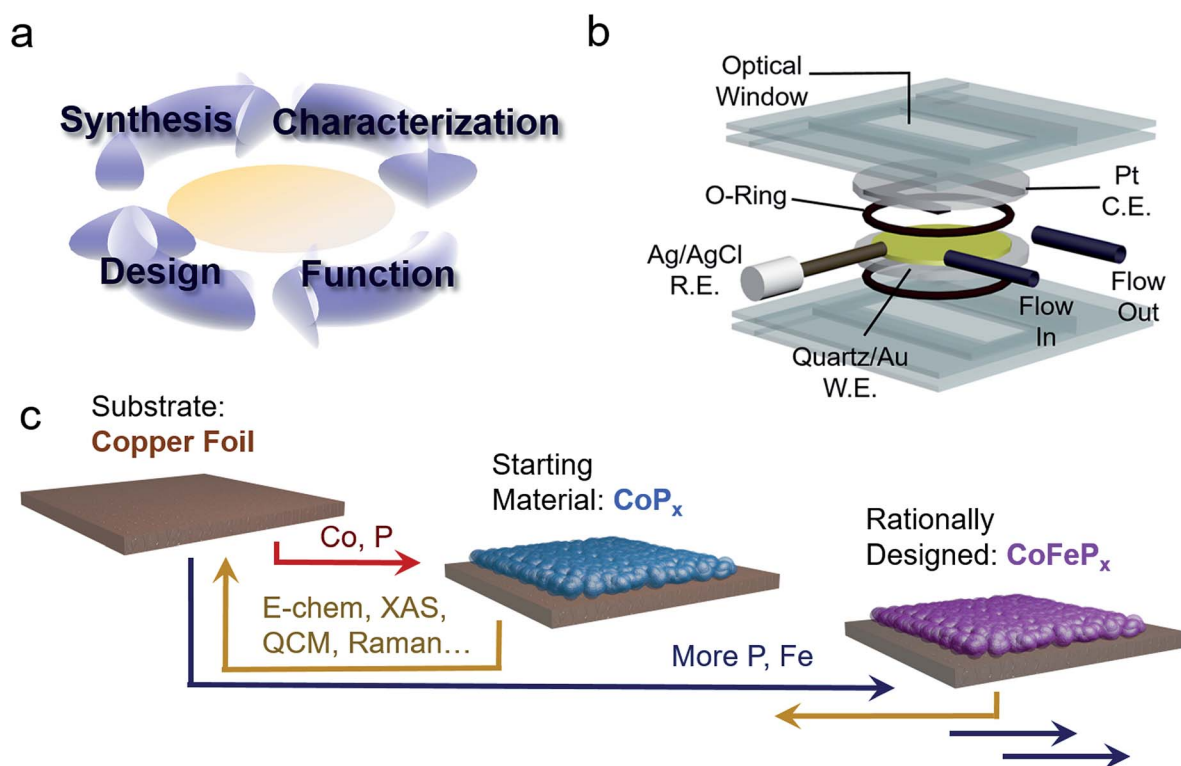 a
Synthesis
Characterization
Design
Function
b
Optical
Window
O-Ring
Pt
C.E.
Ag/AgCl
R.E.
Flow
Out
Flow
In
Quartz/Au
W.E.
c
Substrate:
Copper Foil
Starting
Material: CoPₓ
Rationally
Designed: CoFePₓ
Co, P
E-chem, XAS,
QCM, Raman...
More P, Fe